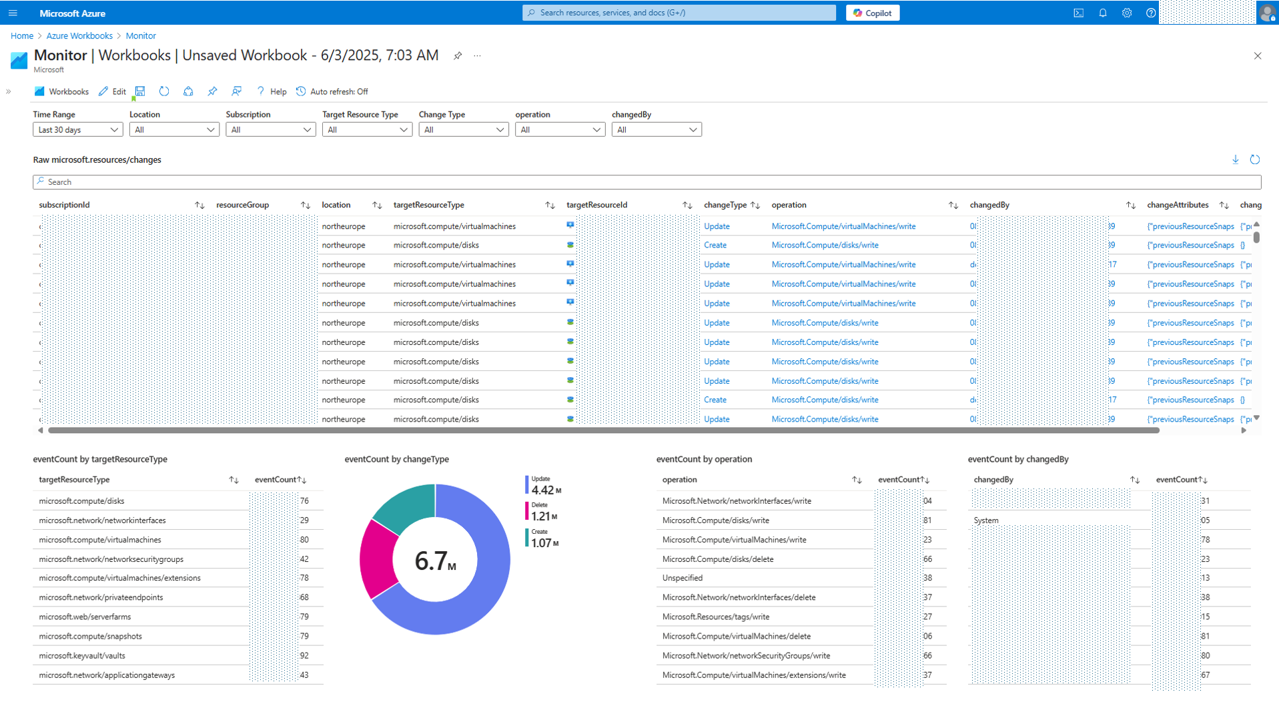 Microsoft Azure
Search resources, services, and docs (G+/)
Copilot
Home > Azure Workbooks > Monitor
Monitor | Workbooks | Unsaved Workbook - 6/3/2025, 7:03 AM
Microsoft
Workbooks Edit Help Auto refresh: Off
Time Range Location Subscription Target Resource Type Change Type operation changedBy
Last 30 days All All All All All All
Raw microsoft.resources/changes
Search
subscriptionId resourceGroup location targetResourceType targetResourceId changeType operation changedBy changeAttributes chang
northeurope microsoft.compute/virtualmachines Update Microsoft.Compute/virtualMachines/write 08 39 {"previousResourceSnaps {"p
northeurope microsoft.compute/disks Create Microsoft.Compute/disks/write 39 {"previousResourceSnaps {}
northeurope microsoft.compute/virtualmachines Update Microsoft.Compute/virtualMachines/write 17 {"previousResourceSnaps {"p
northeurope microsoft.compute/virtualmachines Update Microsoft.Compute/virtualMachines/write 39 {"previousResourceSnaps {"p
northeurope microsoft.compute/virtualmachines Update Microsoft.Compute/virtualMachines/write 39 {"previousResourceSnaps {"p
northeurope microsoft.compute/disks Update Microsoft.Compute/disks/write 39 {"previousResourceSnaps {"p
northeurope microsoft.compute/disks Update Microsoft.Compute/disks/write 39 {"previousResourceSnaps {"p
northeurope microsoft.compute/disks Update Microsoft.Compute/disks/write 39 {"previousResourceSnaps {"p
northeurope microsoft.compute/disks Update Microsoft.Compute/disks/write 39 {"previousResourceSnaps {"p
northeurope microsoft.compute/disks Create Microsoft.Compute/disks/write 17 {"previousResourceSnaps {}
northeurope microsoft.compute/disks Update Microsoft.Compute/disks/write 39 {"previousResourceSnaps {"p
eventCount by targetResourceType
targetResourceType eventCount
microsoft.compute/disks 76
microsoft.network/networkinterfaces 29
microsoft.compute/virtualmachines 80
microsoft.network/networksecuritygroups 42
microsoft.compute/virtualmachines/extensions 78
microsoft.network/privateendpoints 68
microsoft.web/serverfarms 79
microsoft.compute/snapshots 79
microsoft.keyvault/vaults 92
microsoft.network/applicationgateways 43
eventCount by changeType
6.7M
Update
4.42 M
Delete
1.21 M
Create
1.07 M
eventCount by operation
operation eventCount
Microsoft.Network/networkInterfaces/write 04
Microsoft.Compute/disks/write 81
Microsoft.Compute/virtualMachines/write 23
Microsoft.Compute/disks/delete 66
Unspecified 38
Microsoft.Network/networkInterfaces/delete 37
Microsoft.Resources/tags/write 27
Microsoft.Compute/virtualMachines/delete 06
Microsoft.Network/networkSecurityGroups/write 66
Microsoft.Compute/virtualMachines/extensions/write 37
eventCount by changedBy
changedBy eventCount
31
System 05
78
23
13
38
15
81
80
67